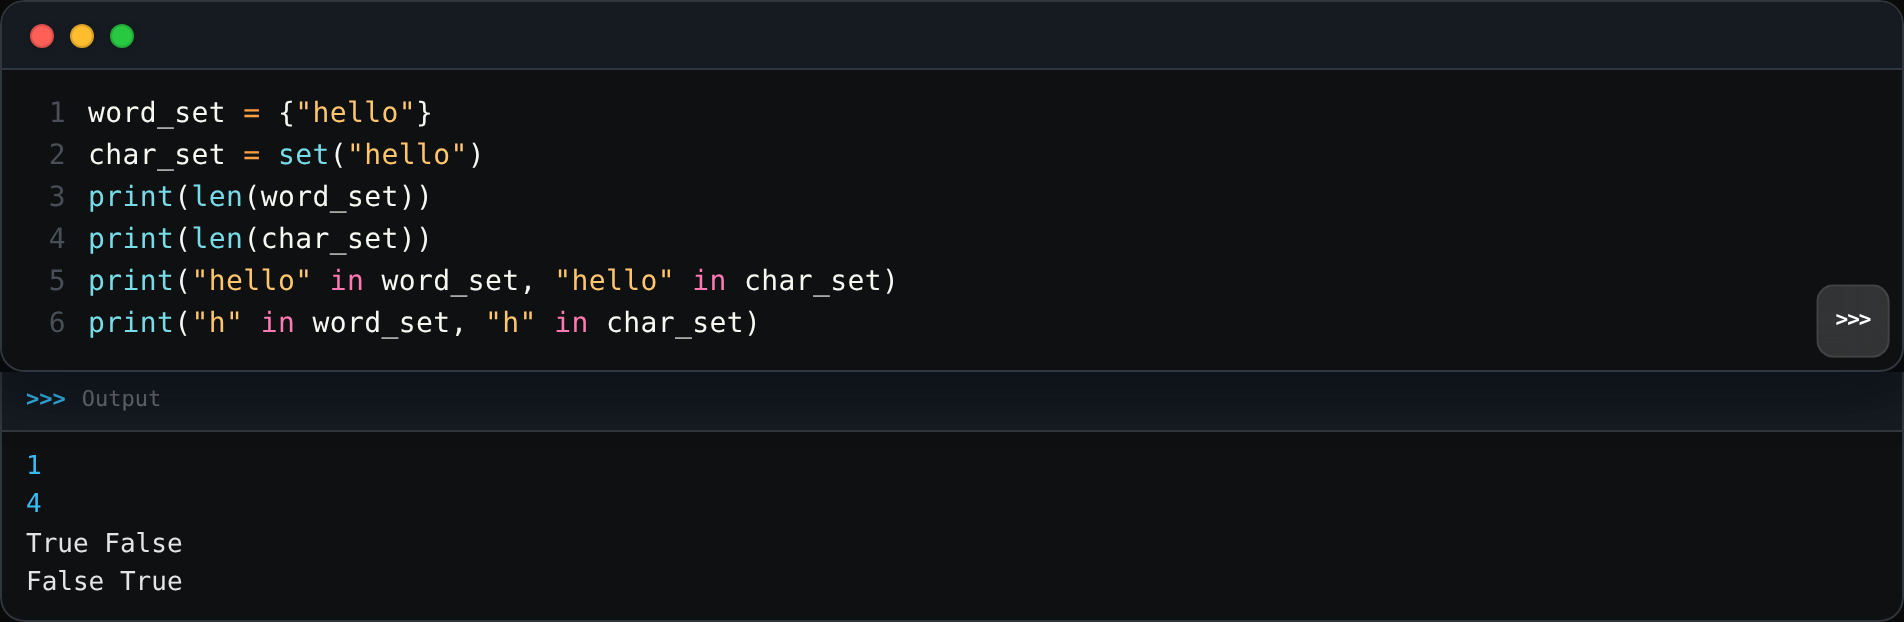 1 word_set = {"hello"}
2 char_set = set("hello")
3 print(len(word_set))
4 print(len(char_set))
5 print("hello" in word_set, "hello" in char_set)
6 print("h" in word_set, "h" in char_set)
>>>
>>> Output
1
4
True False
False True